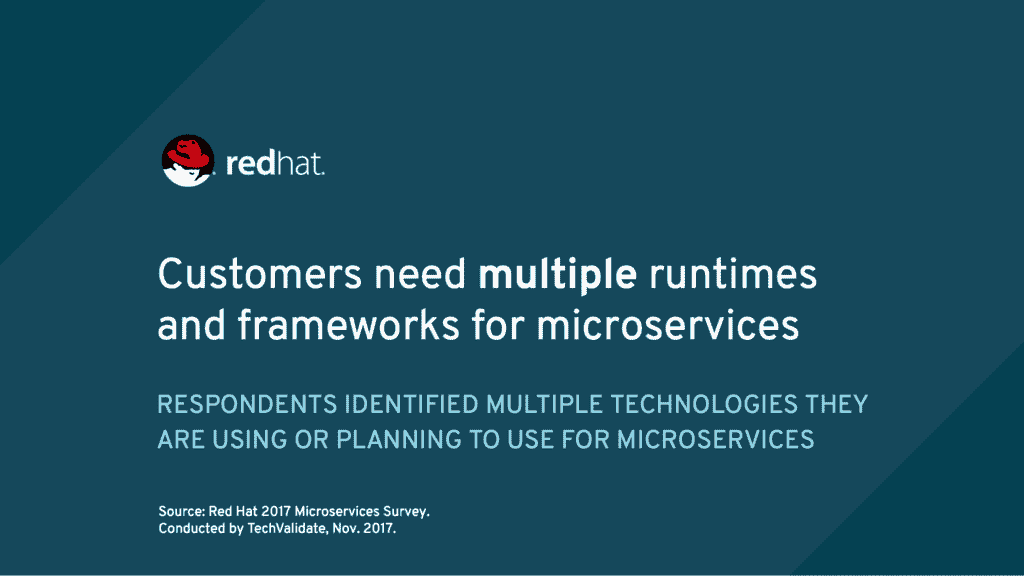 redhat.
Customers need multiple runtimes
and frameworks for microservices
RESPONDENTS IDENTIFIED MULTIPLE TECHNOLOGIES THEY
ARE USING OR PLANNING TO USE FOR MICROSERVICES
Source: Red Hat 2017 Microservices Survey.
Conducted by TechValidate, Nov. 2017.